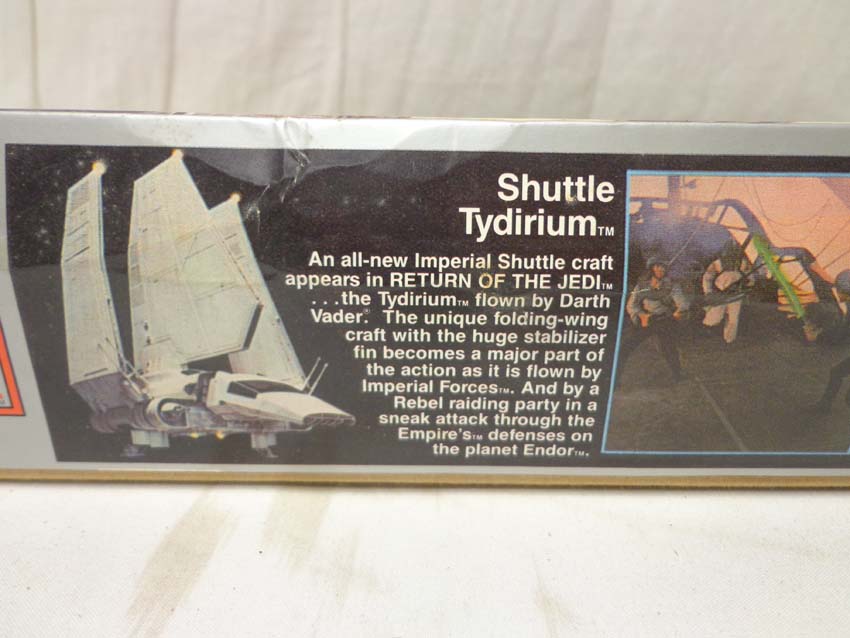 Shuttle
Tydirium™
An all-new Imperial Shuttle craft
appears in RETURN OF THE JEDI™
. . .the Tydirium™ flown by Darth
Vader® The unique folding-wing
craft with the huge stabilizer
fin becomes a major part of
the action as it is flown by
Imperial Forces™. And by a
Rebel raiding party in a
sneak attack through the
Empire's™ defenses on
the planet Endor™.